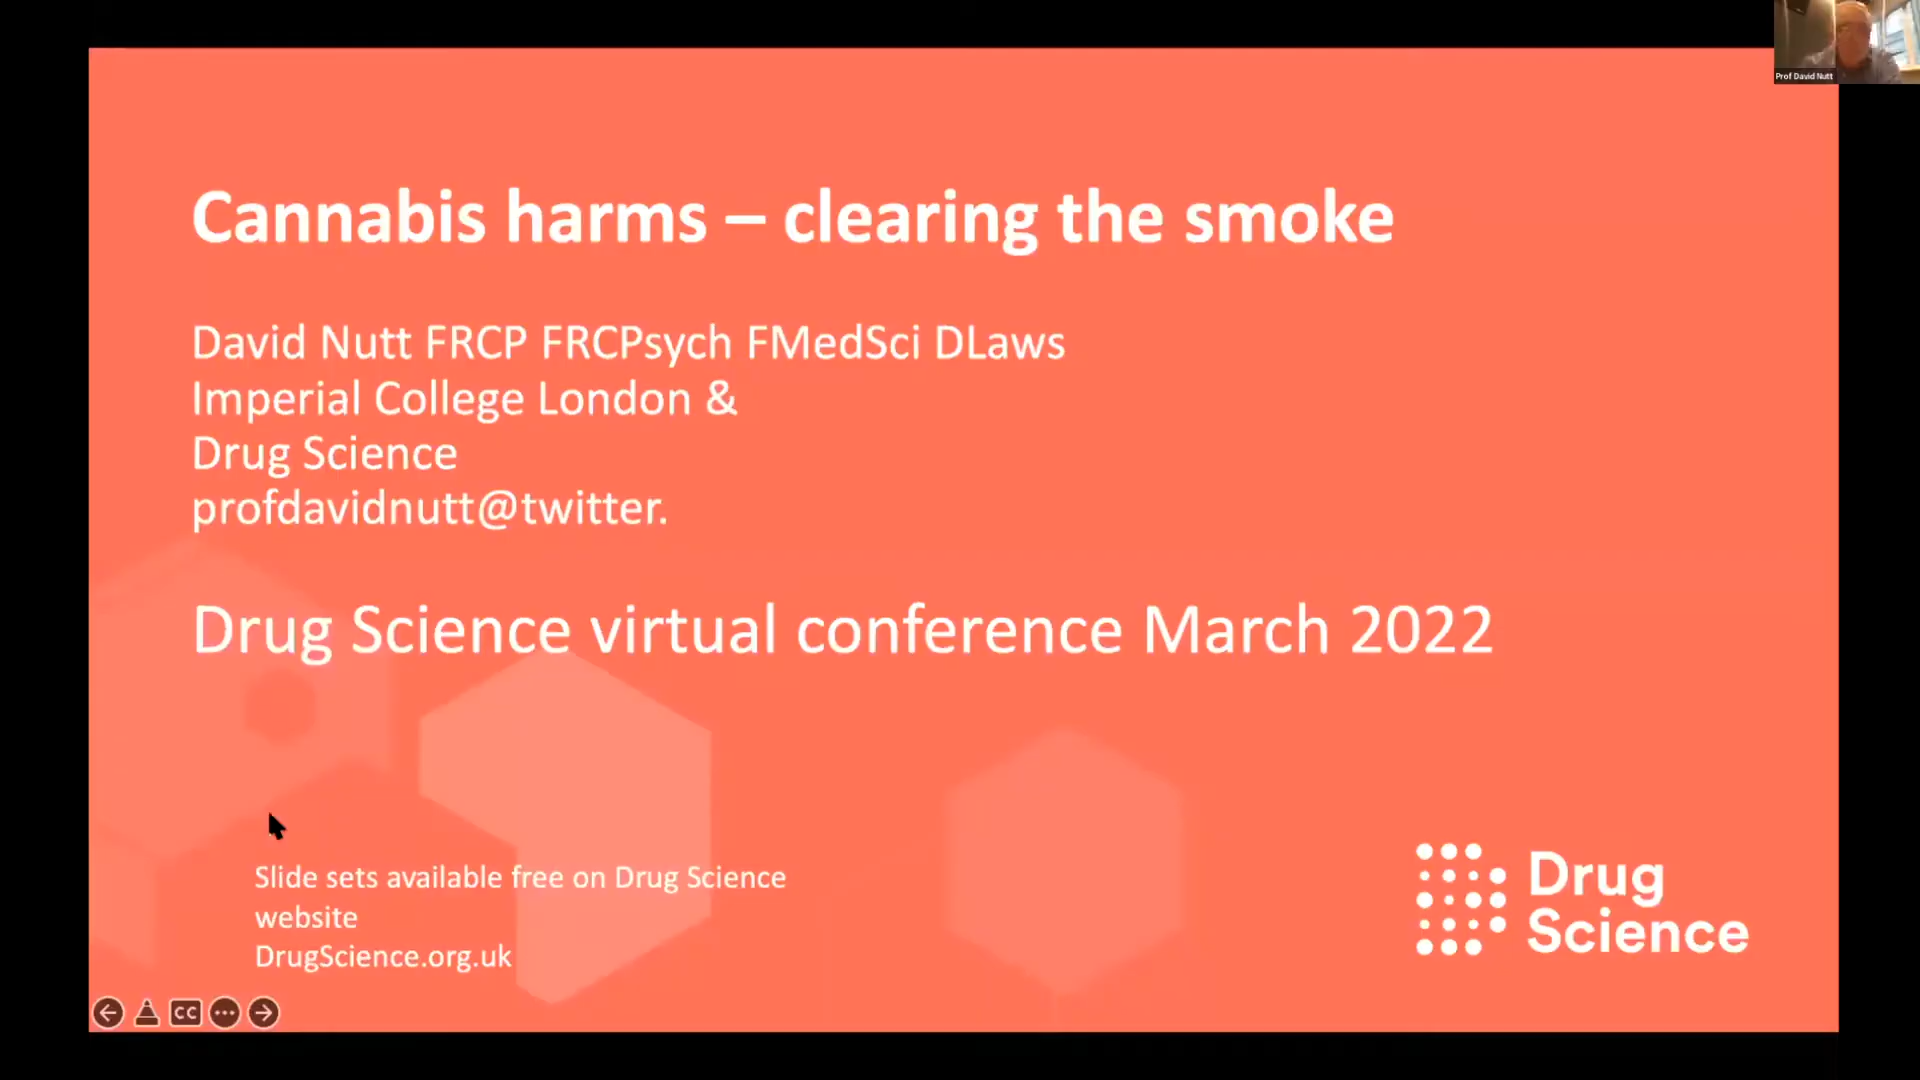 Prof David Nutt
Cannabis harms – clearing the smoke
David Nutt FRCP FRCPsych FMedSci DLaws
Imperial College London &
Drug Science
profdavidnutt@twitter.
Drug Science virtual conference March 2022
Slide sets available free on Drug Science
website
DrugScience.org.uk
Drug
Science
CC